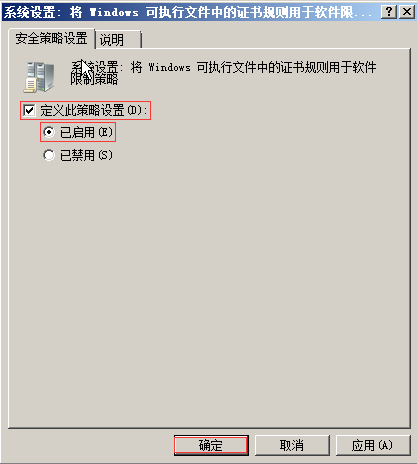 系统设置: 将 Windows 可执行文件中的证书规则用于软件限...
安全策略设置 说明
系统设置: 将 Windows 可执行文件中的证书规则用于软件
限制策略
定义此策略设置(D):
已启用(E)
已禁用(S)
确定 取消 应用(A)